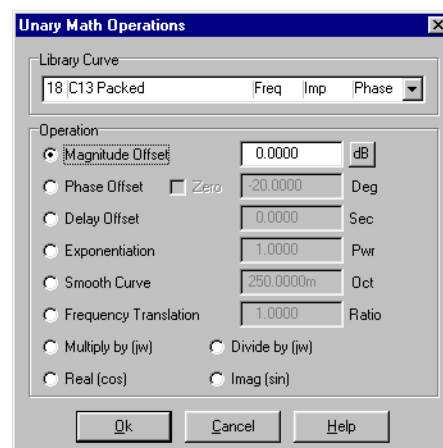 Unary Math Operations
Library Curve
18 C13 Packed Freq Imp Phase
Operation
Magnitude Offset 0.0000 dB
Phase Offset Zero -20.0000 Deg
Delay Offset 0.0000 Sec
Exponentiation 1.0000 Pwr
Smooth Curve 250.0000m Oct
Frequency Translation 1.0000 Ratio
Multiply by (jw) Divide by (jw)
Real (cos) Imag (sin)
Ok Cancel Help